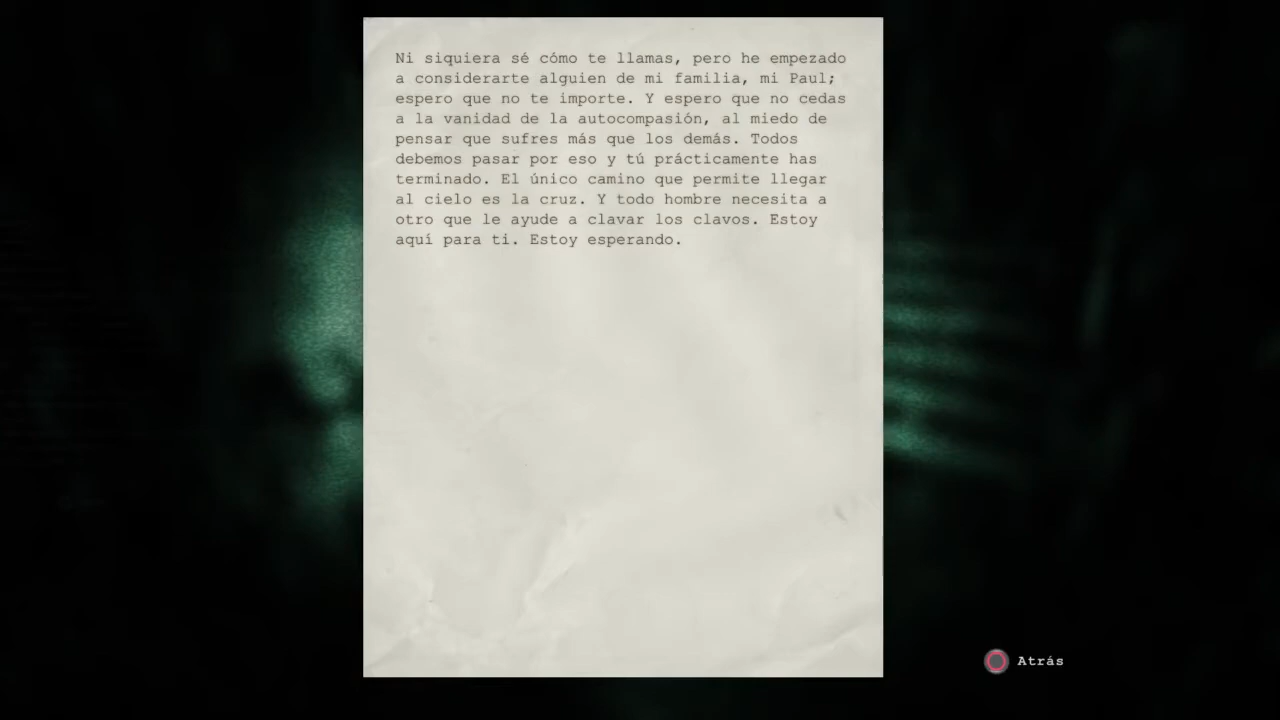 Ni siquiera sé cómo te llamas, pero he empezado
a considerarte alguien de mi familia, mi Paul;
espero que no te importe. Y espero que no cedas
a la vanidad de la autocompasión, al miedo de
pensar que sufres más que los demás. Todos
debemos pasar por eso y tú prácticamente has
terminado. El único camino que permite llegar
al cielo es la cruz. Y todo hombre necesita a
otro que le ayude a clavar los clavos. Estoy
aquí para ti. Estoy esperando.
Atrás